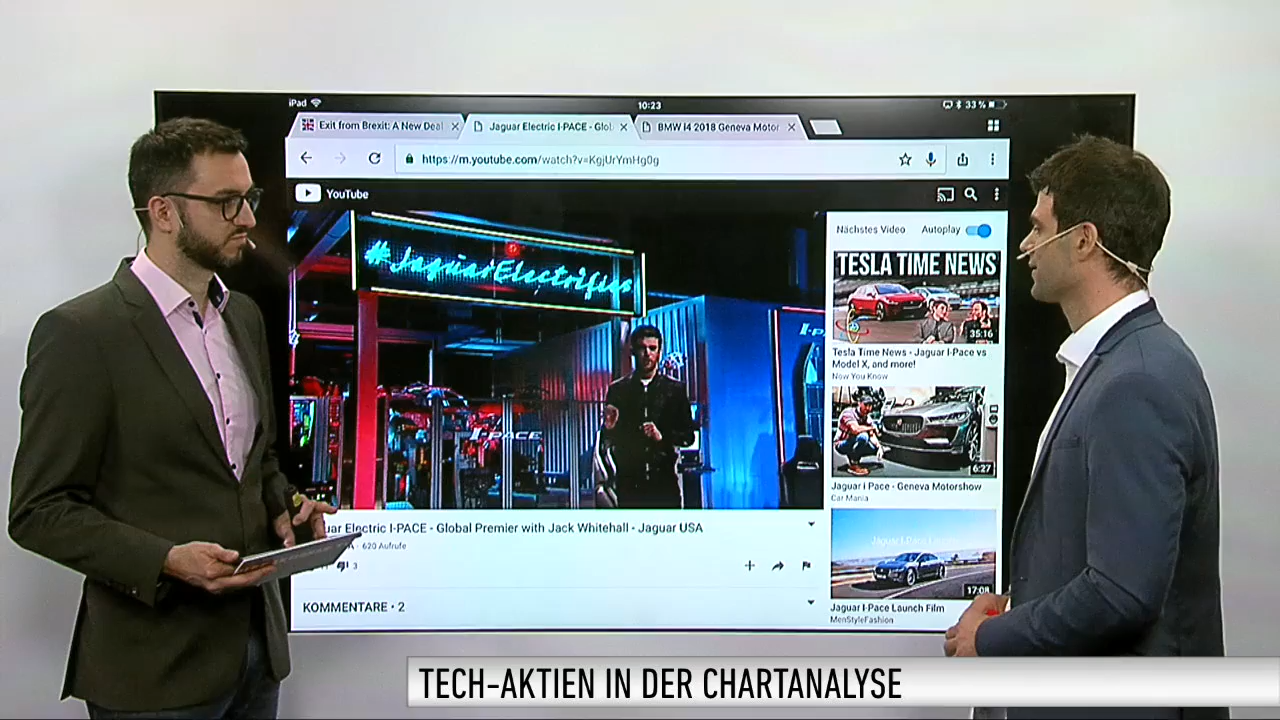 iPad
10:23
33 %
Exit from Brexit: A New Deal
Jaguar Electric I-PACE - Glob
BMW i4 2018 Geneva Motor
https://m.youtube.com/watch?v=KgjUrYmHg0g
YouTube
#JaguarElectrifies
I-PACE
I-P
Nächstes Video
Autoplay
TESLA TIME NEWS
35:16
Tesla Time News - Jaguar I-Pace vs
Model X, and more!
Now You Know
6:27
Jaguar i Pace - Geneva Motorshow
Car Mania
Jaguar I-Pace Launch
17:08
Jaguar I-Pace Launch Film
MenStyleFashion
uar Electric I-PACE - Global Premier with Jack Whitehall - Jaguar USA
620 Aufrufe
3
KOMMENTARE • 2
TECH-AKTIEN IN DER CHARTANALYSE